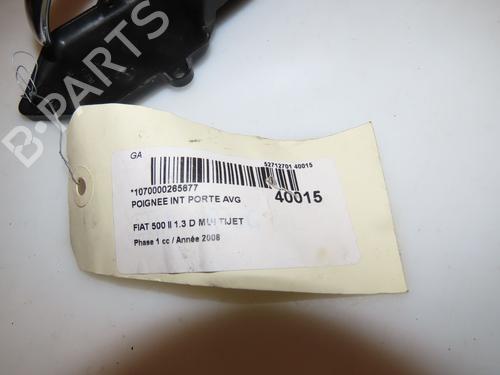 B-PARTS
GA
52712701 40015
*1070000265677
POIGNEE INT PORTE AVG
40015
FIAT 500 II 1.3 D MULTIJET
Phase 1 cc / Année 2008